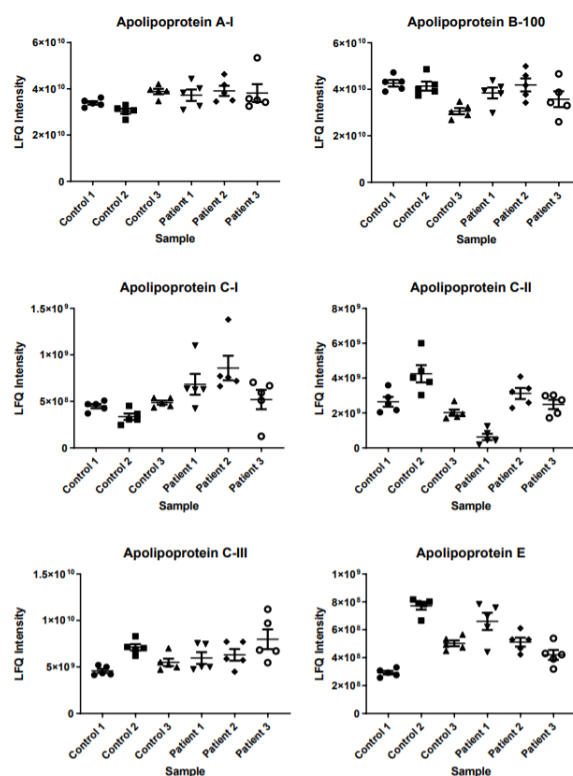 Apolipoprotein A-I
LFQ Intensity
6×10¹⁰
4×10¹⁰
2×10¹⁰
0
Control 1
Control 2
Control 3
Patient 1
Patient 2
Patient 3
Sample
Apolipoprotein B-100
LFQ Intensity
6×10¹⁰
4×10¹⁰
2×10¹⁰
0
Control 1
Control 2
Control 3
Patient 1
Patient 2
Patient 3
Sample
Apolipoprotein C-I
LFQ Intensity
1.5×10⁹
1×10⁹
5×10⁸
0
Control 1
Control 2
Control 3
Patient 1
Patient 2
Patient 3
Sample
Apolipoprotein C-II
LFQ Intensity
8×10⁹
6×10⁹
4×10⁹
2×10⁹
0
Control 1
Control 2
Control 3
Patient 1
Patient 2
Patient 3
Sample
Apolipoprotein C-III
LFQ Intensity
1.5×10¹⁰
1×10¹⁰
5×10⁹
0
Control 1
Control 2
Control 3
Patient 1
Patient 2
Patient 3
Sample
Apolipoprotein E
LFQ Intensity
1×10⁹
8×10⁸
6×10⁸
4×10⁸
2×10⁸
0
Control 1
Control 2
Control 3
Patient 1
Patient 2
Patient 3
Sample